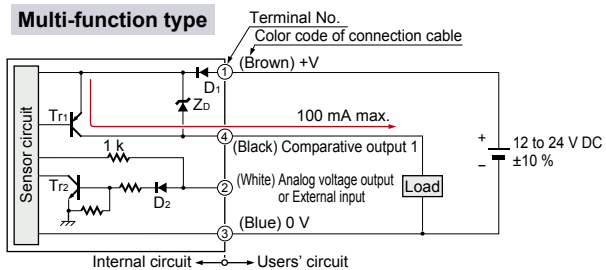 Multi-function type
Terminal No.
Color code of connection cable
1 (Brown) +V
D1
ZD
Tr1
100 mA max.
4
(Black) Comparative output 1
1 k
Sensor circuit
Tr2
D2
2 (White) Analog voltage output
or External input
Load
+
−
12 to 24 V DC
±10 %
3 (Blue) 0 V
Internal circuit Users' circuit